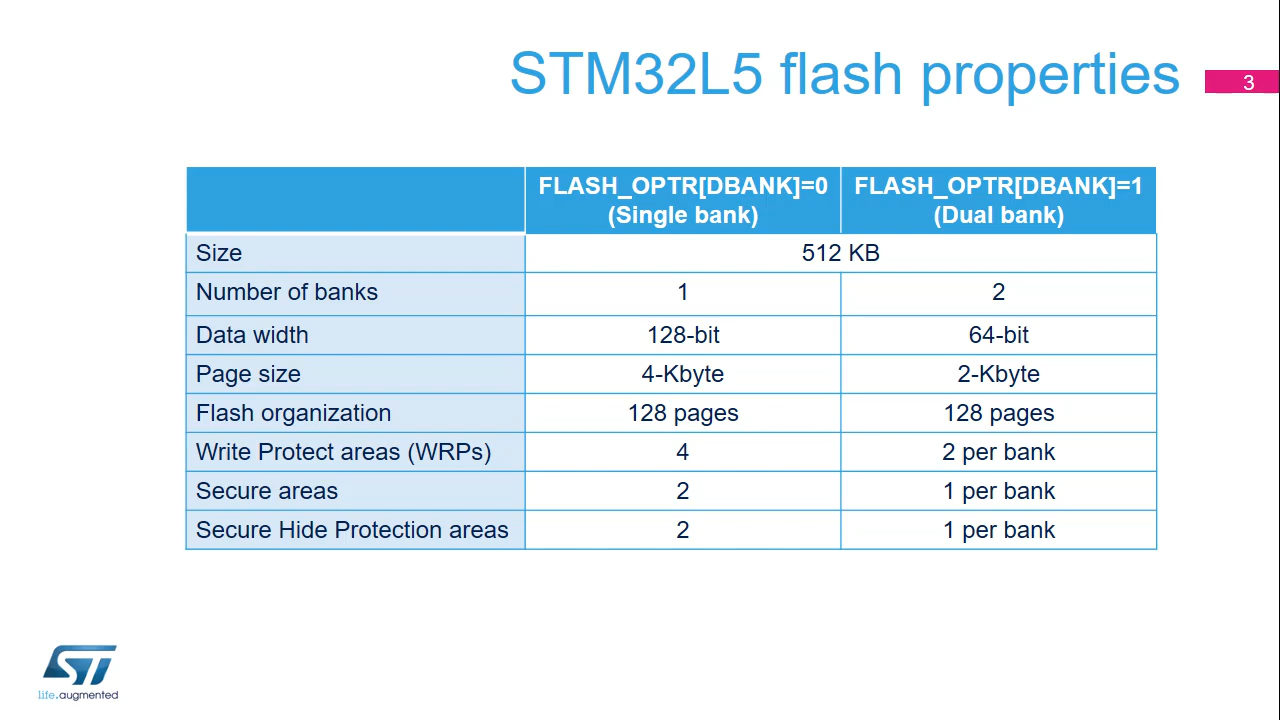 STM32L5 flash properties
3
FLASH_OPTR[DBANK]=0 FLASH_OPTR[DBANK]=1
(Single bank) (Dual bank)
Size 512 KB
Number of banks 1 2
Data width 128-bit 64-bit
Page size 4-Kbyte 2-Kbyte
Flash organization 128 pages 128 pages
Write Protect areas (WRPs) 4 2 per bank
Secure areas 2 1 per bank
Secure Hide Protection areas 2 1 per bank
ST
life.augmented